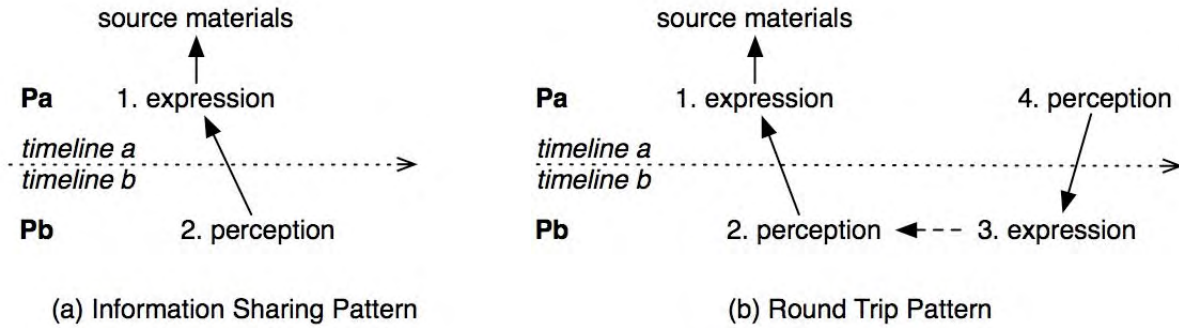 source materials
Pa 1. expression
timeline a
timeline b
Pb 2. perception
(a) Information Sharing Pattern
source materials
Pa 1. expression 4. perception
timeline a
timeline b
Pb 2. perception 3. expression
(b) Round Trip Pattern